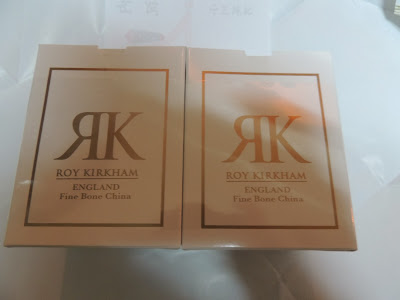 RK
ROY KIRKHAM
ENGLAND
Fine Bone China
RK
ROY KIRKHAM
ENGLAND
Fine Bone China